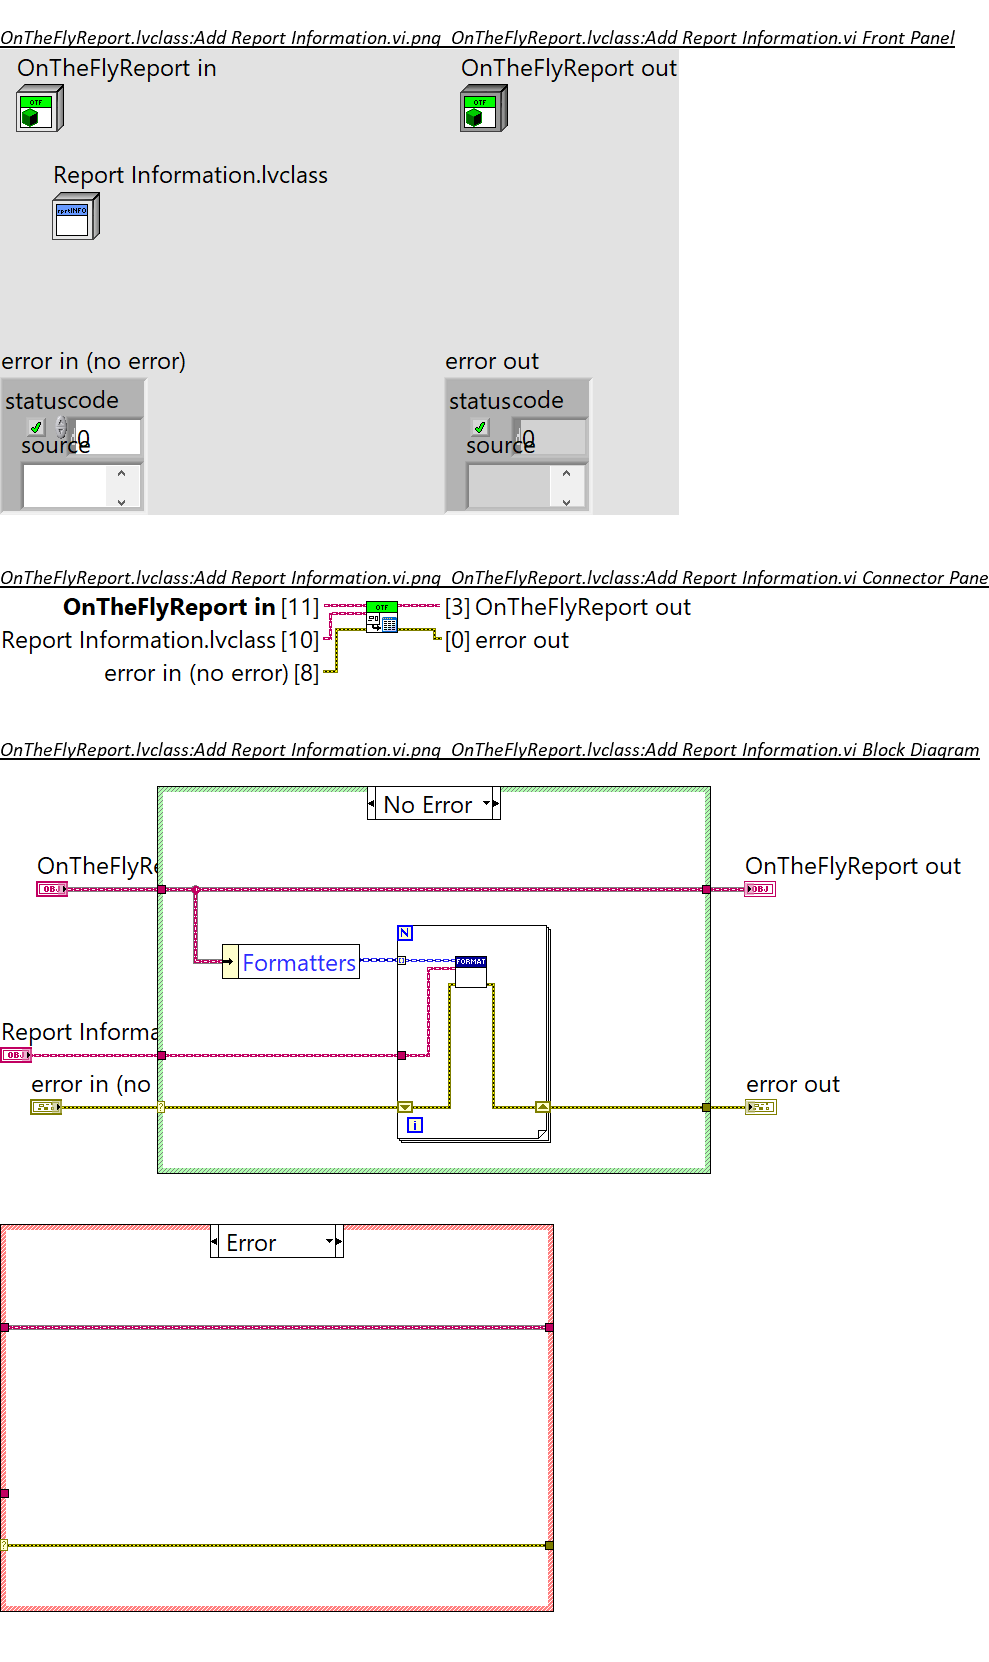 OnTheFlyReport.lvclass:Add Report Information.vi.png OnTheFlyReport.lvclass:Add Report Information.vi Front Panel
OnTheFlyReport in
OnTheFlyReport out
OTF
OTF
Report Information.lvclass
rprtINFO
error in (no error)
error out
status code
status code
0
0
source
source
OnTheFlyReport.lvclass:Add Report Information.vi.png OnTheFlyReport.lvclass:Add Report Information.vi Connector Pane
OnTheFlyReport in [11]
OTF
[3] OnTheFlyReport out
Report Information.lvclass [10]
[0] error out
error in (no error) [8]
OnTheFlyReport.lvclass:Add Report Information.vi.png OnTheFlyReport.lvclass:Add Report Information.vi Block Diagram
No Error
OnTheFlyRe
OnTheFlyReport out
OBJ
OBJ
N
Formatters
FORMAT
Report Informa
OBJ
error in (no
error out
?
i
Error
?